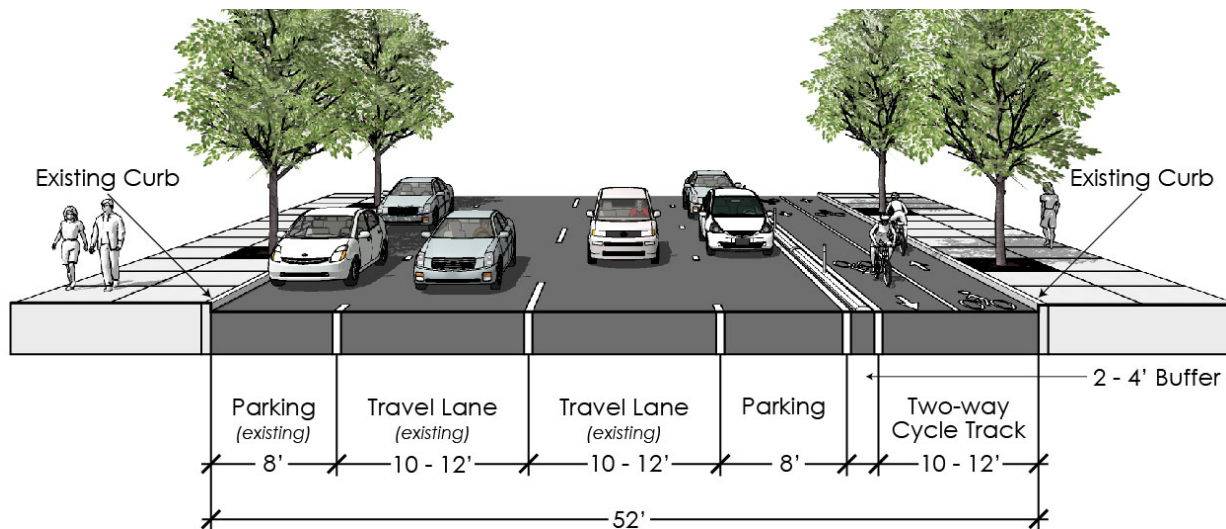 Existing Curb
Existing Curb
2 - 4’ Buffer
Parking
(existing)
8’
Travel Lane
(existing)
10 - 12’
Travel Lane
(existing)
10 - 12’
Parking
8’
Two-way
Cycle Track
10 - 12’
52’